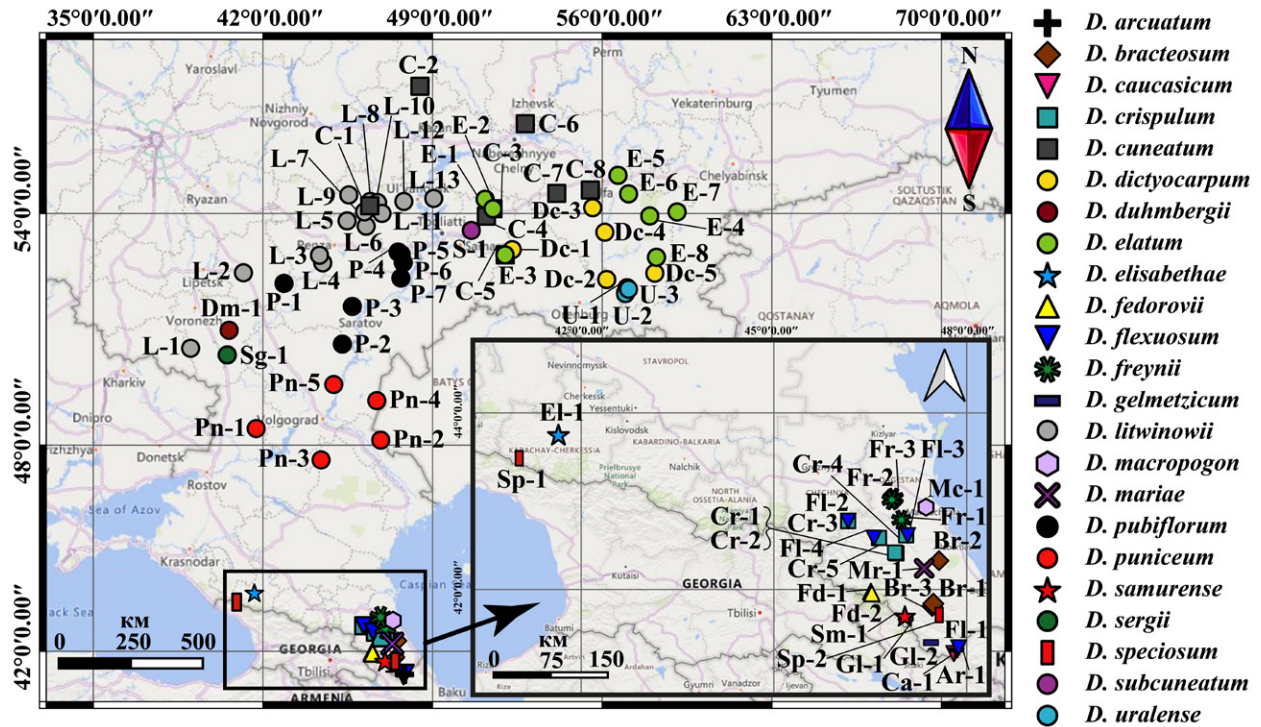 35°0′0.00″ 42°0′0.00″ 49°0′0.00″ 56°0′0.00″ 63°0′0.00″ 70°0′0.00″
54°0′0.00″
48°0′0.00″
42°0′0.00″
Yaroslavl
Perm
C-2
N
Tyumen
L-10
L-8
Izhevsk
Yekaterinburg
Nizhniy
Novgorod
C-1
L-12
E-2
C-6
Kazan
Naberezhnyye
Chelny
E-1
C-3
L-7
L-13
C-7
C-8
E-5
Chelyabinsk
L-9
E-6
E-7
SOLTUSTIK
QAZAQSTAN
S
Ryazan
L-5
L-11
Dc-3
C-4
Dc-4
E-4
L-6
P-5
S-1
Dc-1
E-8
L-3
P-4
P-6
E-3
Dc-5
L-2
L-4
P-7
C-5
Dc-2
U-3
Lipetsk
P-1
U-1
U-2
Orenburg
AQMOLA
Dm-1
P-3
Saratov
QOSTANAY
Voronezh
L-1
Sg-1
P-2
Kharkiv
Pn-5
Pn-4
BATYS Q
Dnipro
Volgograd
Pn-1
Pn-2
Donetsk
Pn-3
Rostov
Sea of Azov
Krasnodar
Caspian Sea
GEORGIA
Tbilisi
ARMENIA
Baku
КМ
0 250 500
42°0′0.00″ 45°0′0.00″ 48°0′0.00″
44°0′0.00″
42°0′0.00″
STAVROPOL
Nevinnomyssk
Cherkessk
Yessentuki
El-1
Kislovodsk
KARACHAY-CHERKESSIA
KABARDINO-BALKARIA
Kizlyar
Sp-1
Prielbrusye
National
Park
Nalchik
Cr-4
Fr-3
Fl-3
Fr-2
Mc-1
NORTH
OSSETIA-ALANIA
Fl-2
Cr-1
Cr-3
Fr-1
Cr-2
Fl-4
Br-2
Cr-5
Mr-1
Kutaisi
GEORGIA
Fd-1
Br-3
Br-1
Tbilisi
Fd-2
Sm-1
Fl-1
Batumi
Sp-2
Gl-1
Gl-2
Artvin
Ca-1
Ar-1
Rize
Gyumri
Vanadzor
Ijevan
КМ
0 75 150
D. arcuatum
D. bracteosum
D. caucasicum
D. crispulum
D. cuneatum
D. dictyocarpum
D. duhmbergii
D. elatum
D. elisabethae
D. fedorovii
D. flexuosum
D. freynii
D. gelmetzicum
D. litwinowii
D. macropogon
D. mariae
D. pubiflorum
D. puniceum
D. samurense
D. sergii
D. speciosum
D. subcuneatum
D. uralense